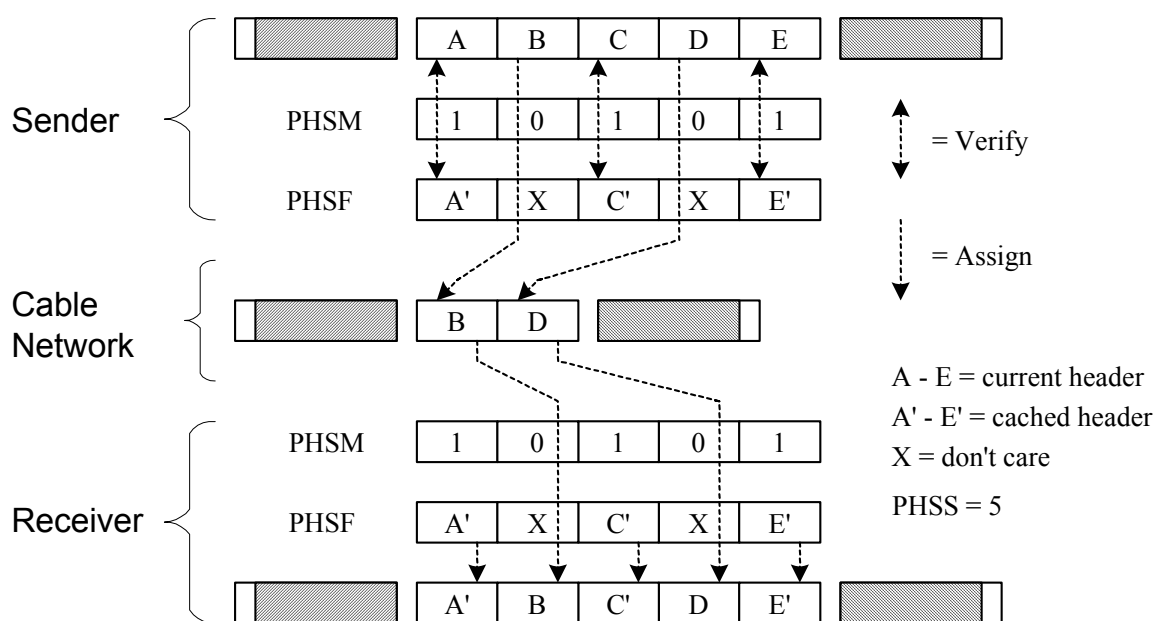 A B C D E
Sender
PHSM 1 0 1 0 1
= Verify
PHSF A' X C' X E'
= Assign
Cable
Network
B D
A - E = current header
PHSM 1 0 1 0 1
A' - E' = cached header
X = don't care
Receiver
PHSF A' X C' X E'
PHSS = 5
A' B C' D E'